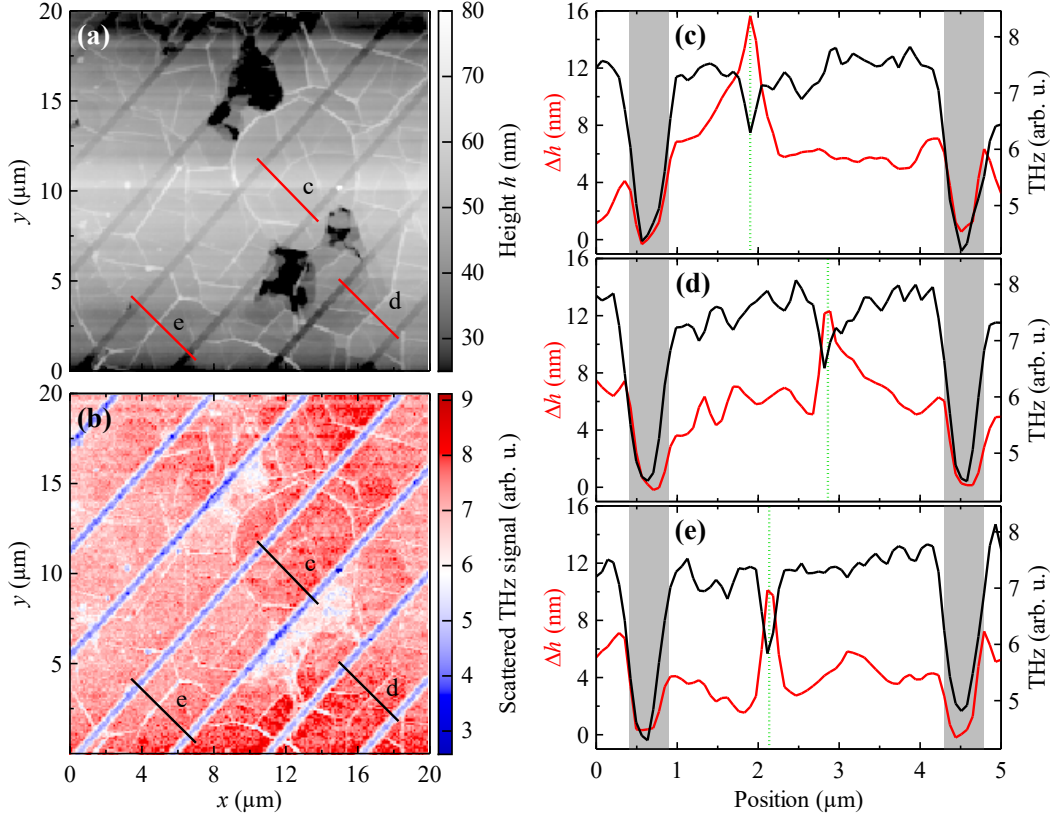 (a)
c
d
e
y (µm)
20
15
10
5
0
Height h (nm)
80
70
60
50
40
30
(b)
c
d
e
y (µm)
20
15
10
5
0
4
8
12
16
20
x (µm)
Scattered THz signal (arb. u.)
9
8
7
6
5
4
3
(c)
Δh (nm)
16
12
8
4
0
THz (arb. u.)
8
7
6
5
(d)
Δh (nm)
16
12
8
4
0
THz (arb. u.)
8
7
6
5
(e)
Δh (nm)
16
12
8
4
0
THz (arb. u.)
8
7
6
5
0
1
2
3
4
5
Position (µm)